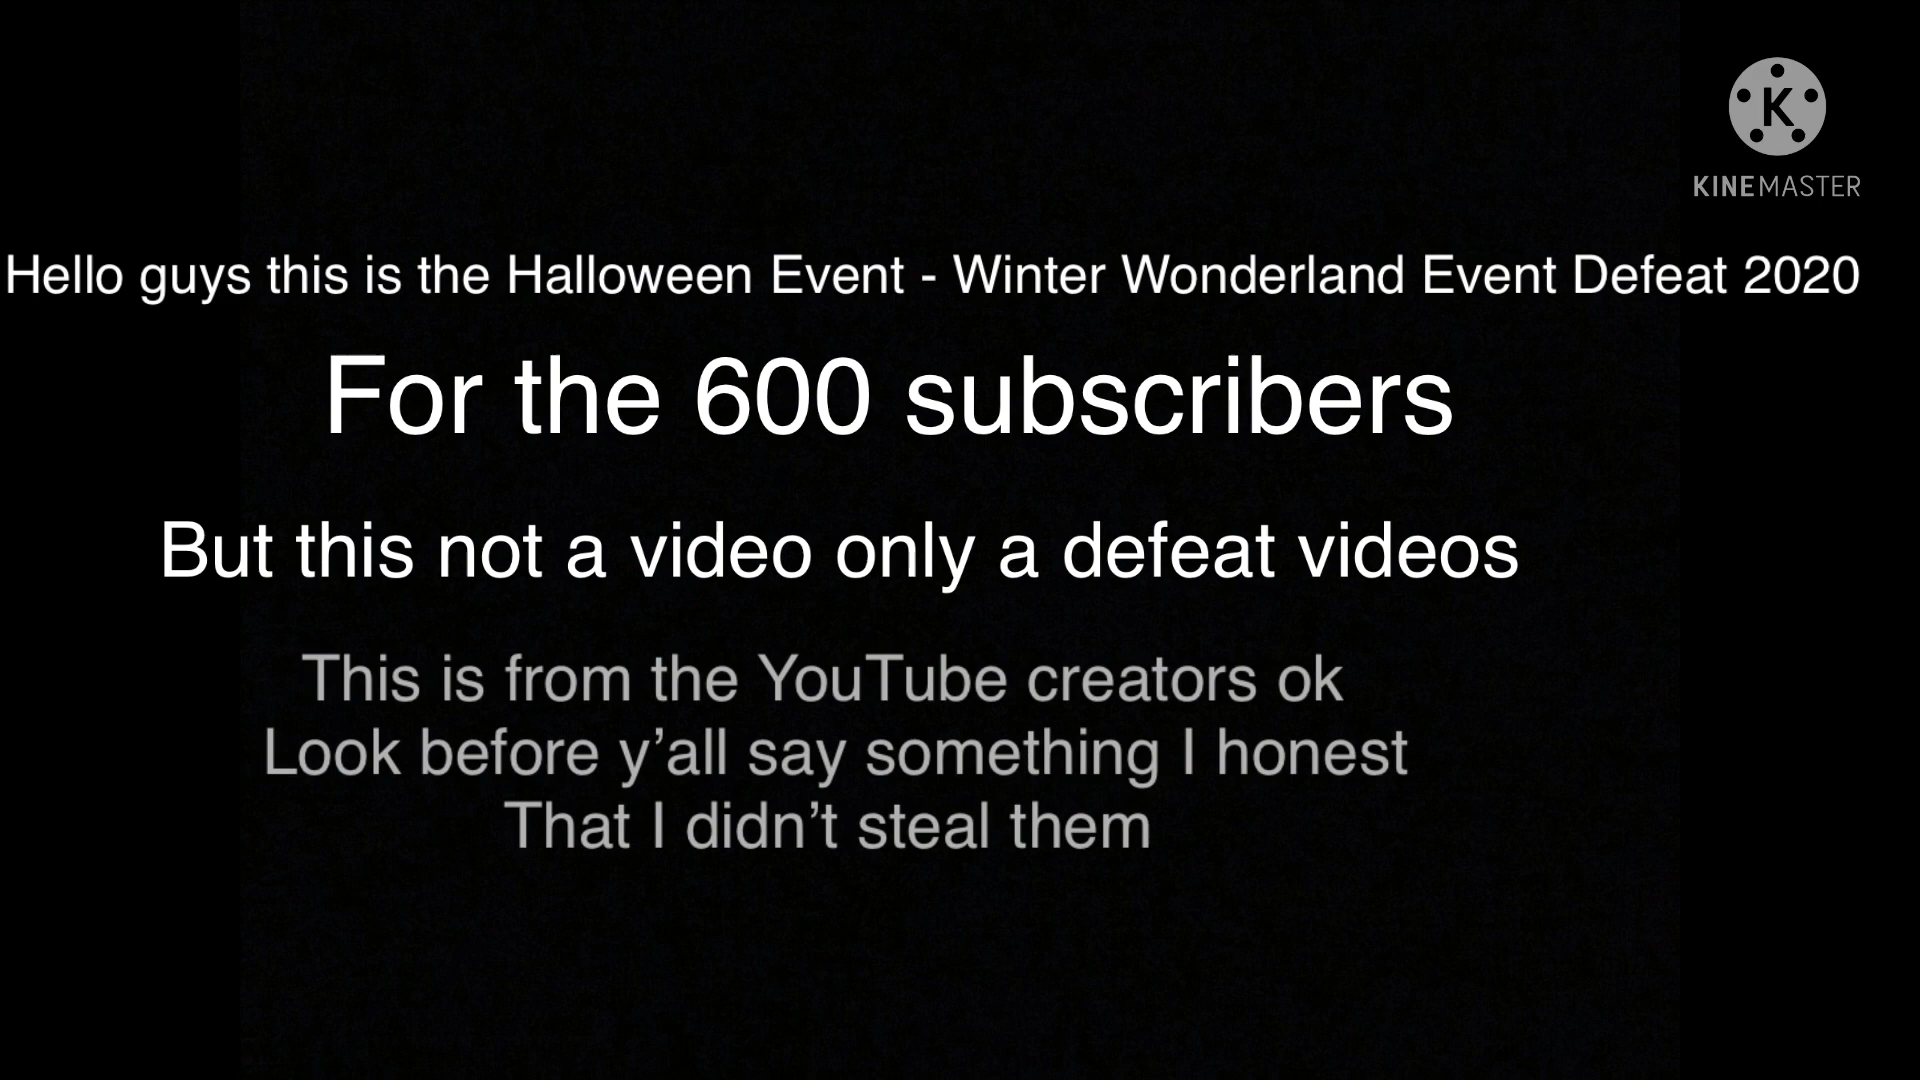 K
KINEMASTER
Hello guys this is the Halloween Event - Winter Wonderland Event Defeat 2020
For the 600 subscribers
But this not a video only a defeat videos
This is from the YouTube creators ok
Look before y’all say something I honest
That I didn’t steal them